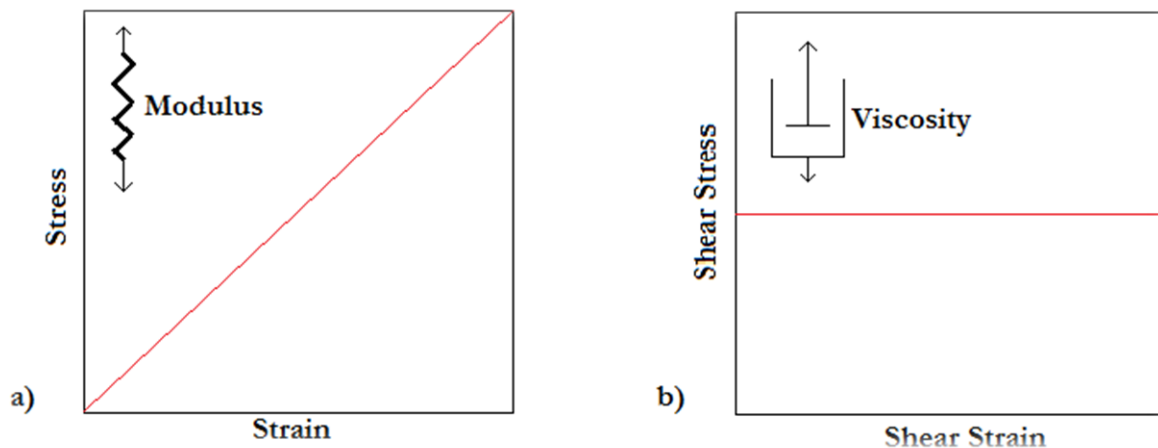 Modulus
Stress
a)
Strain
Viscosity
Shear Stress
b)
Shear Strain